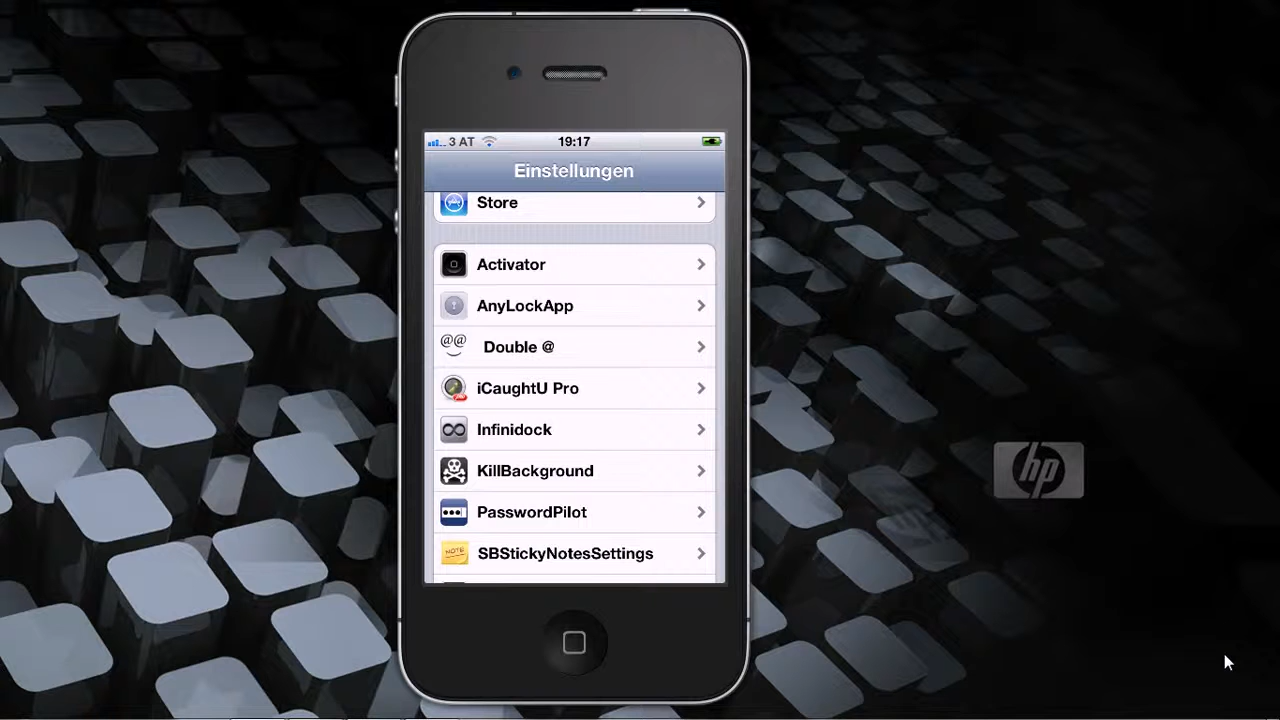 3 AT
19:17
Einstellungen
Store
Activator
AnyLockApp
@@
Double @
iCaughtU Pro
Infinidock
KillBackground
PasswordPilot
NOTE
SBStickyNotesSettings
hp